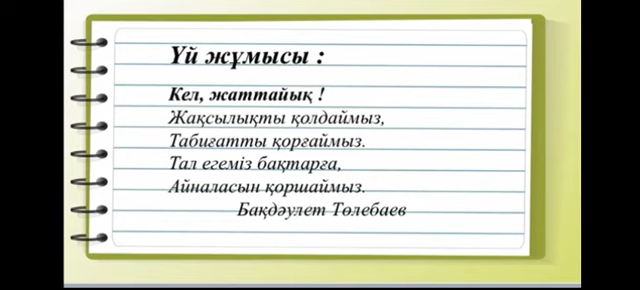 Үй жұмысы :
Кел, жаттайық !
Жақсылықты қолдаймыз,
Табиғатты қорғаймыз.
Тал егеміз бақтарға,
Айналасын қоршаймыз.
Бақдәулет Төлебаев